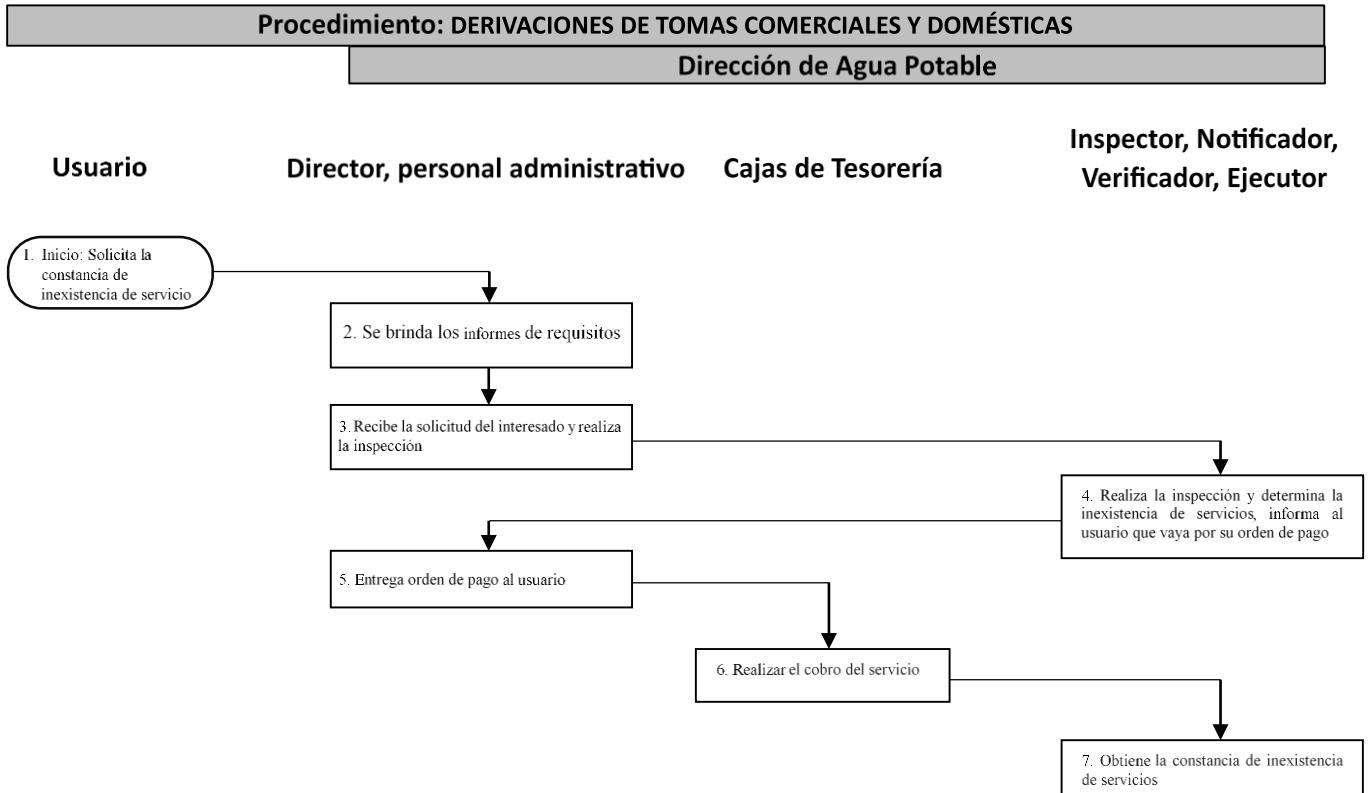 Procedimiento: DERIVACIONES DE TOMAS COMERCIALES Y DOMÉSTICAS
Dirección de Agua Potable
Usuario
Director, personal administrativo
Cajas de Tesorería
Inspector, Notificador,
Verificador, Ejecutor
1. Inicio: Solicita la
constancia de
inexistencia de servicio
2. Se brinda los informes de requisitos
3. Recibe la solicitud del interesado y realiza
la inspección
4. Realiza la inspección y determina la
inexistencia de servicios, informa al
usuario que vaya por su orden de pago
5. Entrega orden de pago al usuario
6. Realizar el cobro del servicio
7. Obtiene la constancia de inexistencia
de servicios